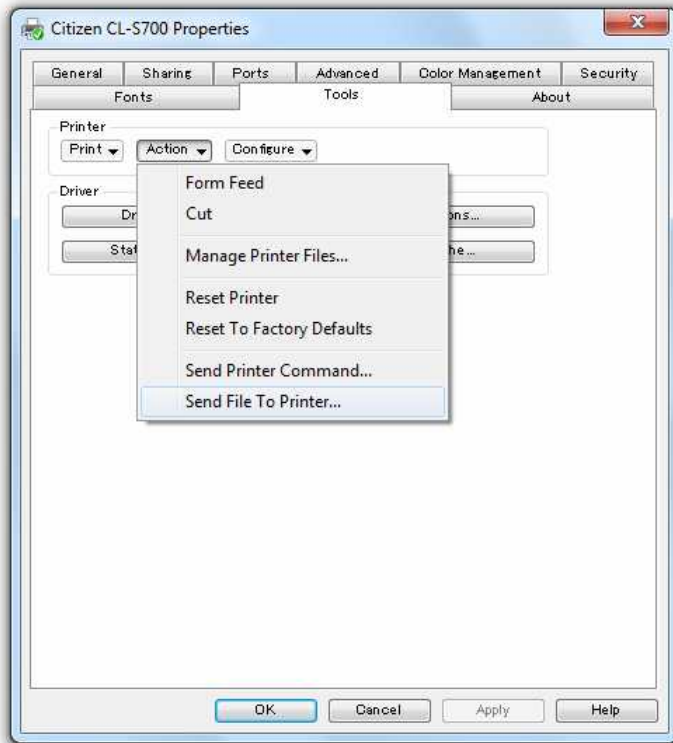 Citizen CL-S700 Properties
General Sharing Ports Advanced Color Management Security
Fonts Tools About
Printer
Print Action Configure
Form Feed
Driver
Cut
Manage Printer Files...
Reset Printer
Reset To Factory Defaults
Send Printer Command...
Send File To Printer...
OK Cancel Apply Help